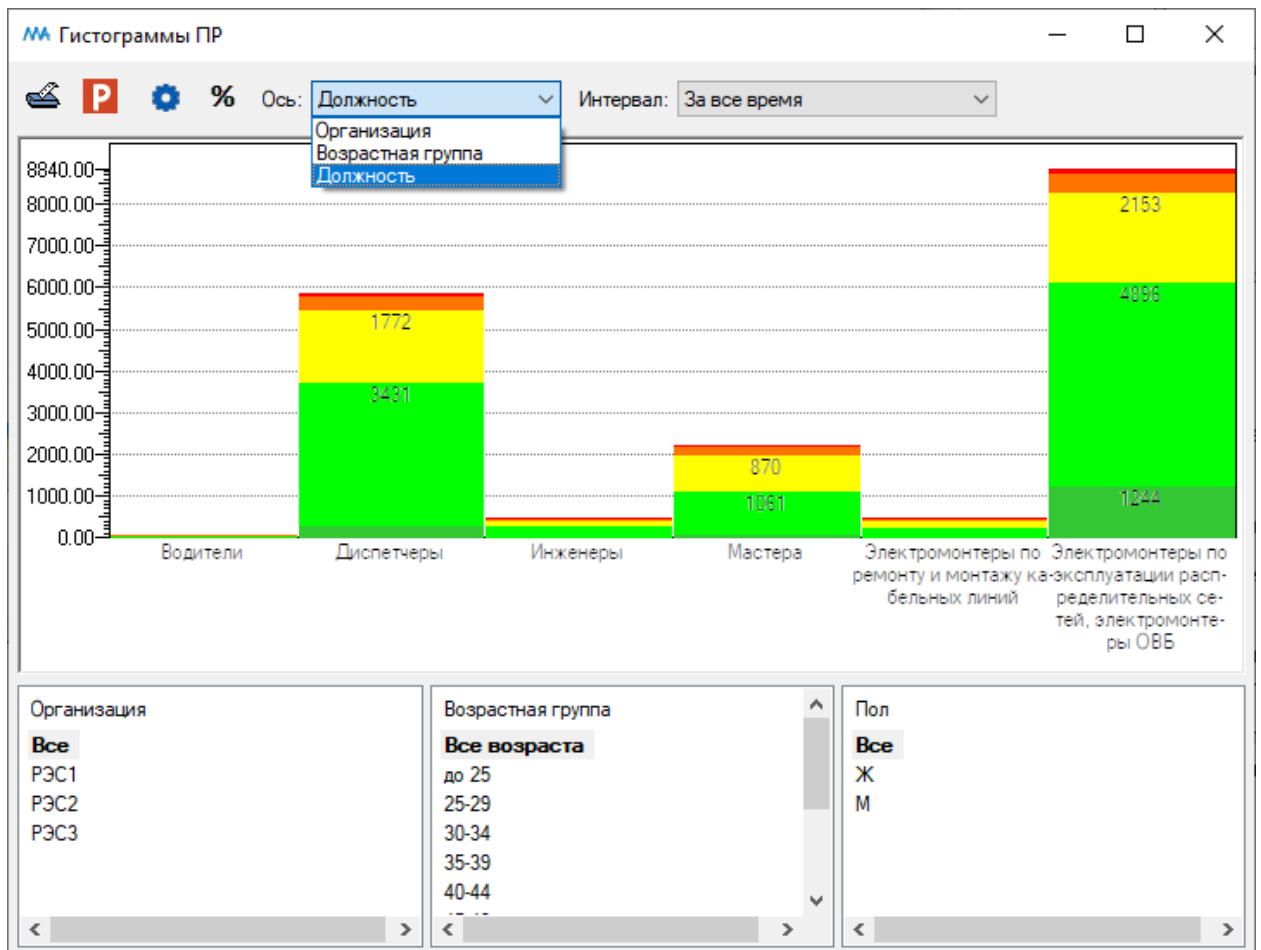 Гистограммы ПР
% Ось: Должность Интервал: За все время
Организация
Возрастная группа
Должность
8840.00
8000.00
7000.00
6000.00
5000.00
4000.00
3000.00
2000.00
1000.00
0.00
1772
3431
870
1061
2153
4896
1244
Водители
Диспетчеры
Инженеры
Мастера
Электромонтеры по
ремонту и монтажу ка-
бельных линий
Электромонтеры по
эксплуатации расп-
ределительных се-
тей, электромонте-
ры ОВБ
Организация
Все
РЭС1
РЭС2
РЭС3
Возрастная группа
Все возраста
до 25
25-29
30-34
35-39
40-44
Пол
Все
Ж
М